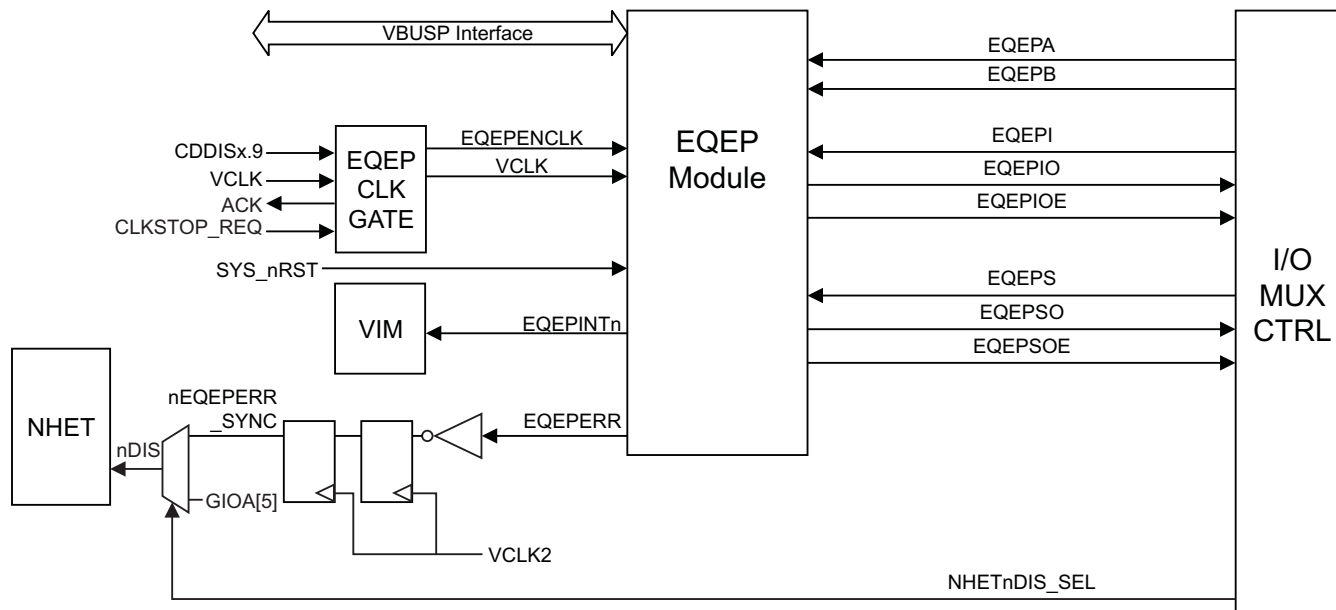 VBUSP Interface
EQEPA
EQEPB
EQEP
Module
EQEPENCLK
VCLK
CDDISx.9
VCLK
ACK
CLKSTOP_REQ
EQEP
CLK
GATE
EQEPI
EQEPIO
EQEPIOE
SYS_nRST
EQEPS
EQEPSO
EQEPSOE
I/O
MUX
CTRL
VIM
EQEPINTn
NHET
nDIS
nEQEPERR
_SYNC
EQEPERR
GIOA[5]
VCLK2
NHETnDIS_SEL